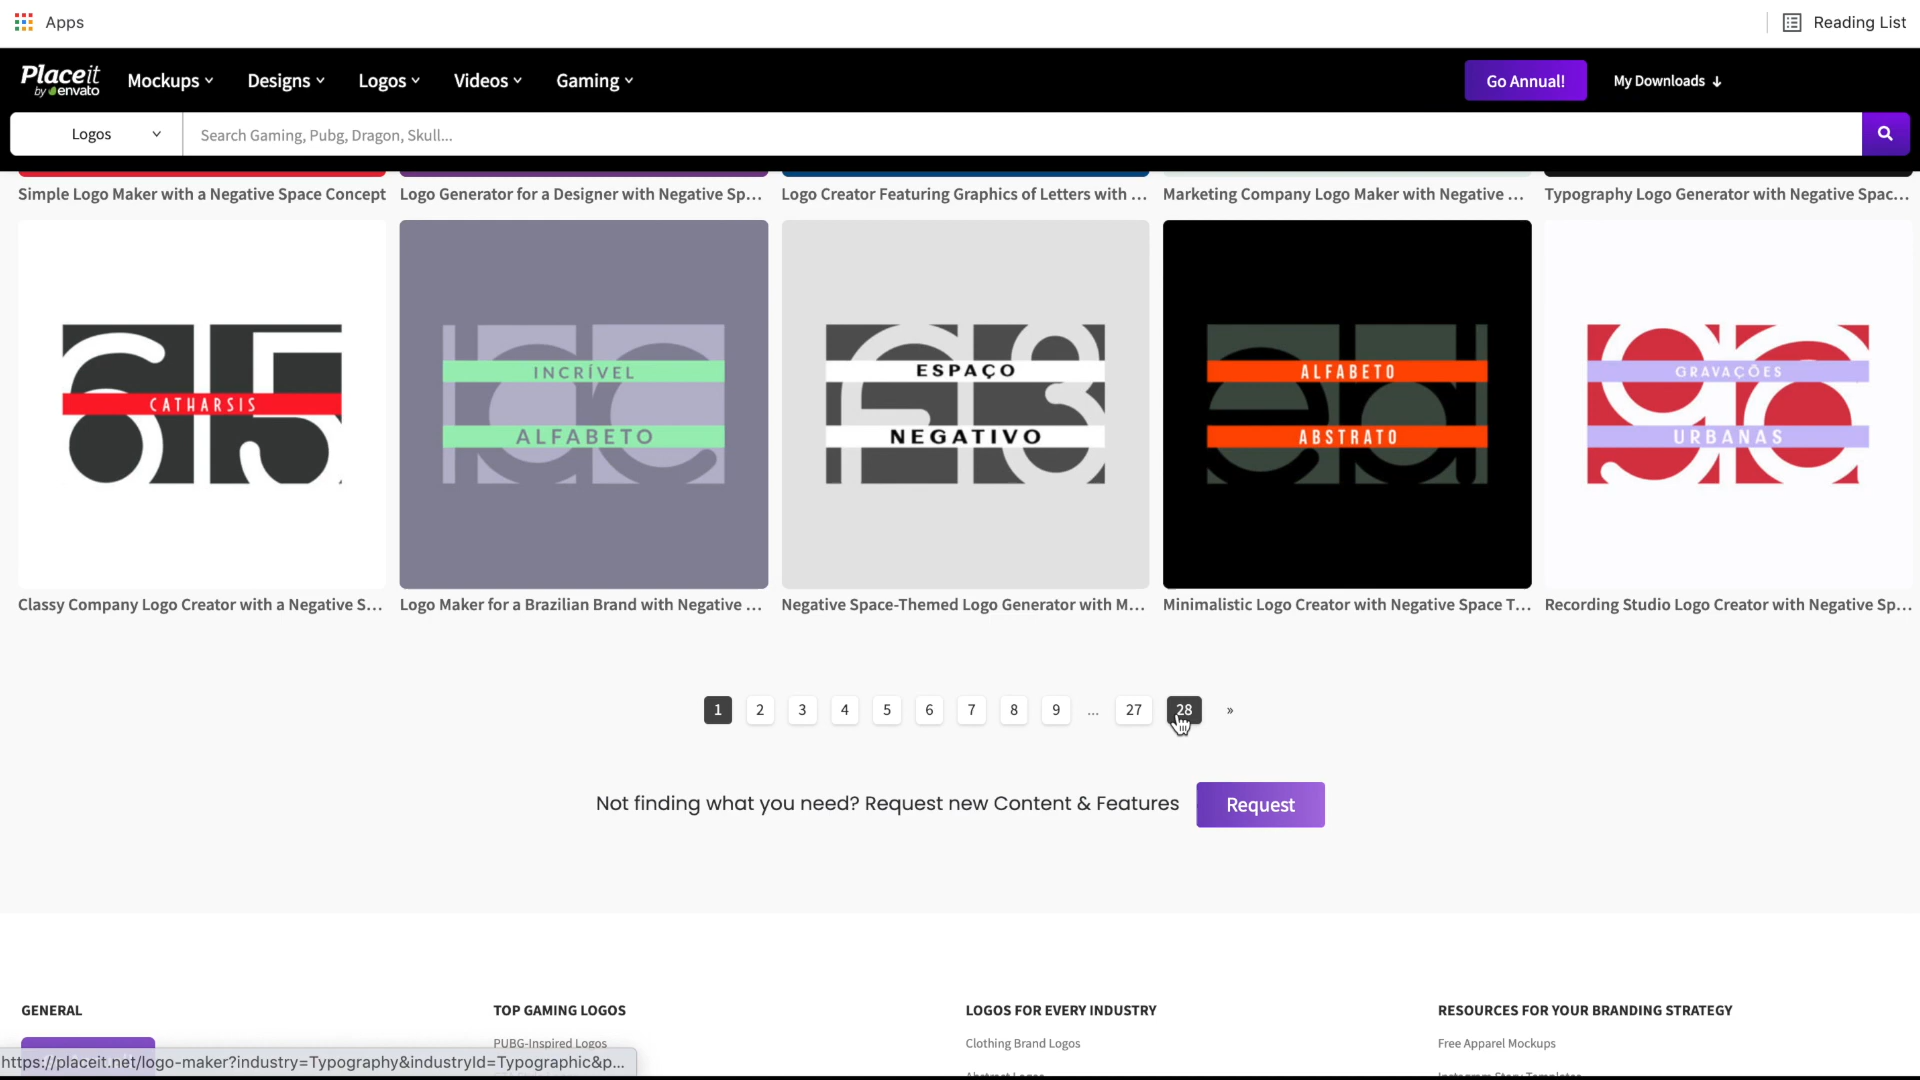 Apps
Reading List
Placeit
by envato
Mockups
Designs
Logos
Videos
Gaming
Go Annual!
My Downloads
Logos
Search Gaming, Pubg, Dragon, Skull...
Simple Logo Maker with a Negative Space Concept
Logo Generator for a Designer with Negative Sp...
Logo Creator Featuring Graphics of Letters with ...
Marketing Company Logo Maker with Negative ...
Typography Logo Generator with Negative Spac...
65
CATHARSIS
INCRÍVEL
ALFABETO
ESPAÇO
NEGATIVO
ALFABETO
ABSTRATO
GRAVAÇÕES
URBANAS
Classy Company Logo Creator with a Negative S...
Logo Maker for a Brazilian Brand with Negative ...
Negative Space-Themed Logo Generator with M...
Minimalistic Logo Creator with Negative Space T...
Recording Studio Logo Creator with Negative Sp...
1 2 3 4 5 6 7 8 9 ... 27 28 »
Not finding what you need? Request new Content & Features
Request
GENERAL
TOP GAMING LOGOS
LOGOS FOR EVERY INDUSTRY
RESOURCES FOR YOUR BRANDING STRATEGY
PUBG-Inspired Logos
Clothing Brand Logos
Free Apparel Mockups
https://placeit.net/logo-maker?industry=Typography&industryId=Typographic&p...
Abstract Logos
Instagram Story Templates